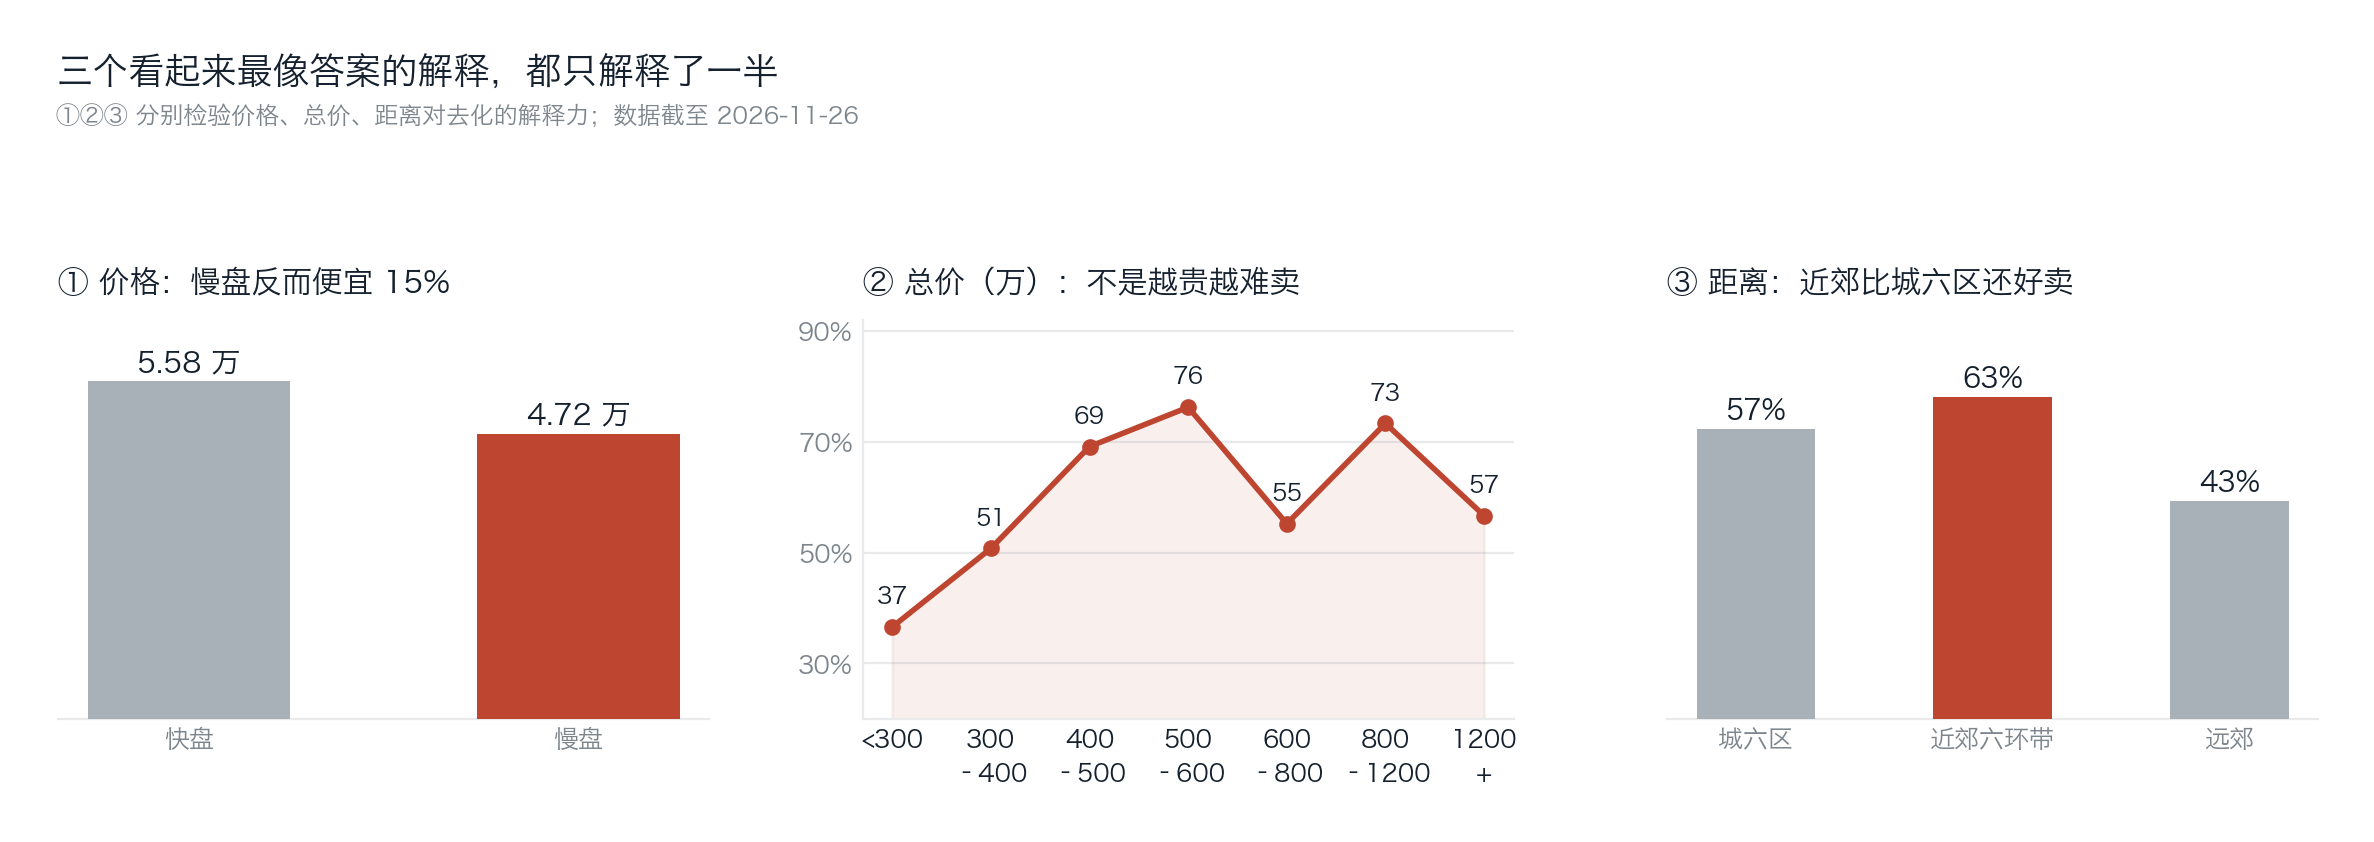 三个看起来最像答案的解释，都只解释了一半
①②③ 分别检验价格、总价、距离对去化的解释力；数据截至 2026-11-26
① 价格：慢盘反而便宜 15%
5.58 万
4.72 万
快盘
慢盘
② 总价（万）：不是越贵越难卖
90%
70%
50%
30%
37
51
69
76
55
73
57
<300
300
- 400
400
- 500
500
- 600
600
- 800
800
- 1200
1200
+
③ 距离：近郊比城六区还好卖
57%
63%
43%
城六区
近郊六环带
远郊